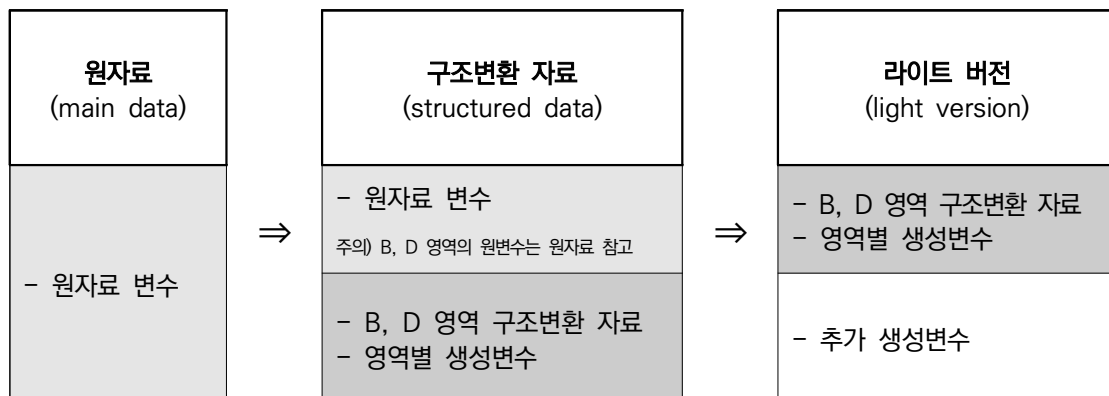 원자료
(main data)
- 원자료 변수
⇒
구조변환 자료
(structured data)
- 원자료 변수
주의) B, D 영역의 원변수는 원자료 참고
- B, D 영역 구조변환 자료
- 영역별 생성변수
⇒
라이트 버전
(light version)
- B, D 영역 구조변환 자료
- 영역별 생성변수
- 추가 생성변수